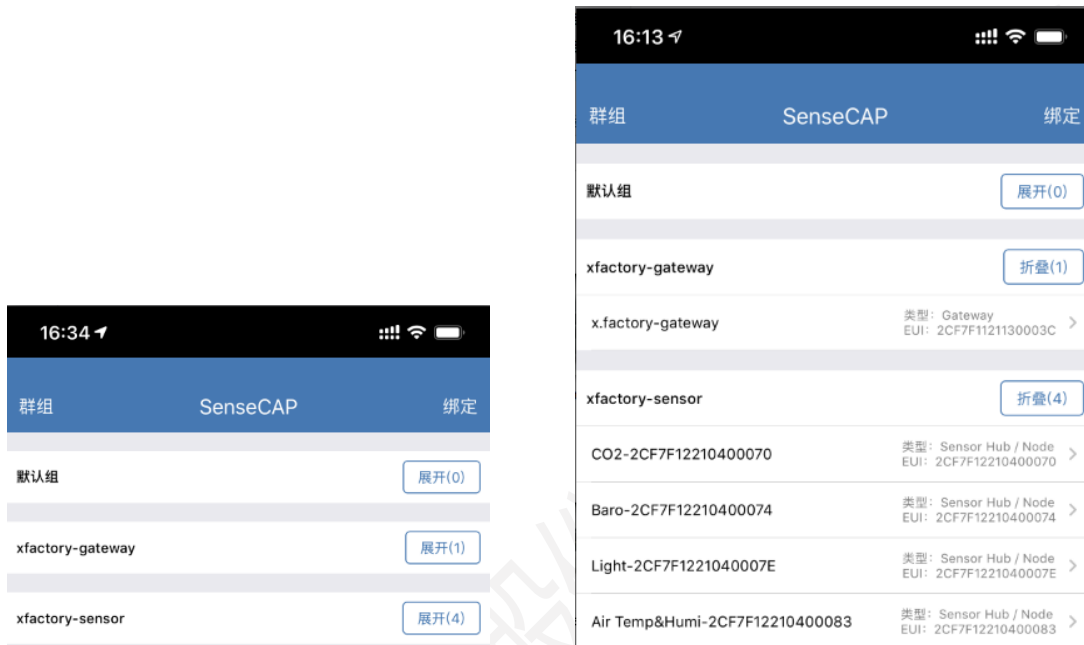 16:34
群组 SenseCAP 绑定
默认组 展开(0)
xfactory-gateway 展开(1)
xfactory-sensor 展开(4)
16:13
群组 SenseCAP 绑定
默认组 展开(0)
xfactory-gateway 折叠(1)
x.factory-gateway 类型：Gateway
EUI：2CF7F1121130003C
xfactory-sensor 折叠(4)
CO2-2CF7F12210400070 类型：Sensor Hub / Node
EUI：2CF7F12210400070
Baro-2CF7F12210400074 类型：Sensor Hub / Node
EUI：2CF7F12210400074
Light-2CF7F1221040007E 类型：Sensor Hub / Node
EUI：2CF7F1221040007E
Air Temp&Humi-2CF7F12210400083 类型：Sensor Hub / Node
EUI：2CF7F12210400083